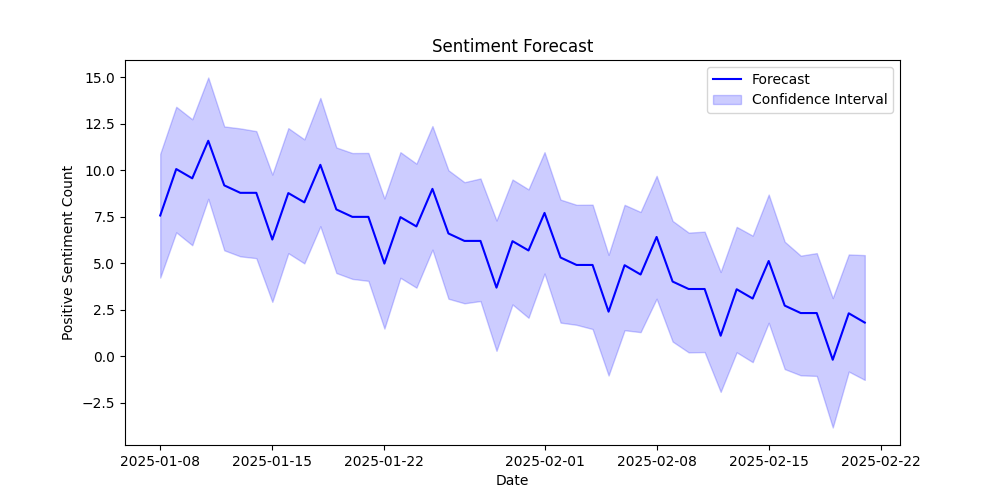 Sentiment Forecast
Forecast
Confidence Interval
Positive Sentiment Count
15.0
12.5
10.0
7.5
5.0
2.5
0.0
−2.5
2025-01-08 2025-01-15 2025-01-22 2025-02-01 2025-02-08 2025-02-15 2025-02-22
Date